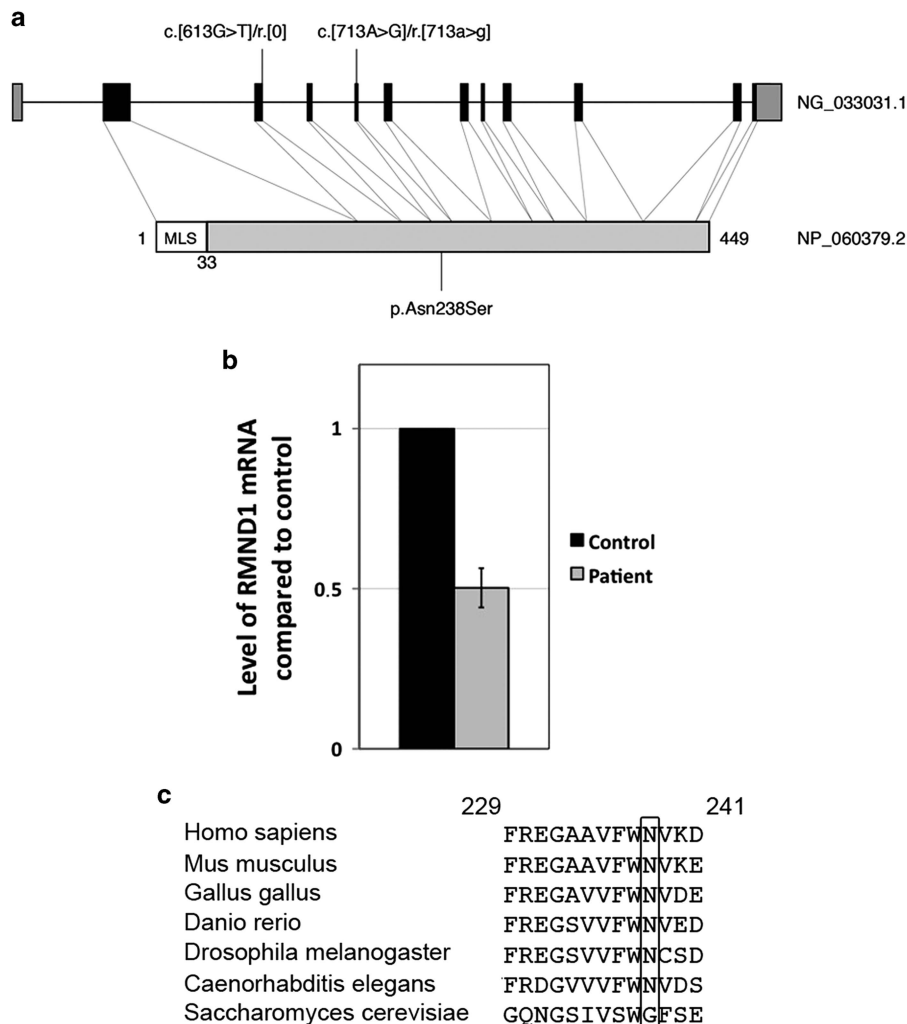 a
c.[613G>T]/r.[0] c.[713A>G]/r.[713a>g]
NG_033031.1
1 MLS 449 NP_060379.2
33
p.Asn238Ser
b
Level of RMND1 mRNA
compared to control
1
0.5
0
Control
Patient
c
229 241
Homo sapiens FREGAAVFWNVKD
Mus musculus FREGAAVFWNVKE
Gallus gallus FREGAVVFWNVDE
Danio rerio FREGSVVFWNVED
Drosophila melanogaster FREGSVVFWNCSD
Caenorhabditis elegans FRDGVVVFWNVDS
Saccharomyces cerevisiae GQNGSIVSWGFSE